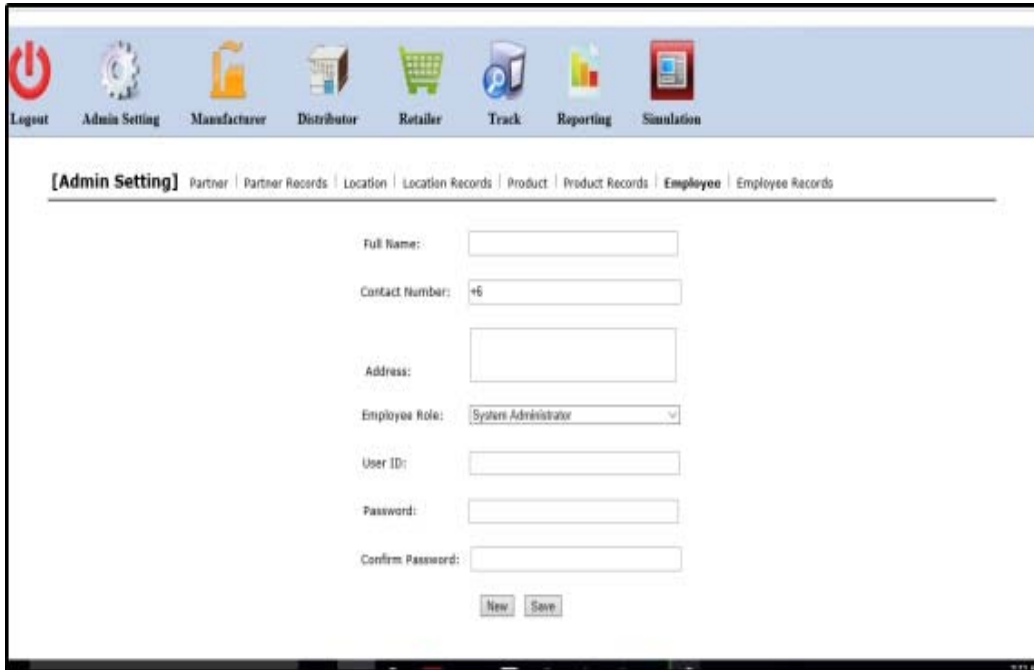 Logout Admin Setting Manufacturer Distributor Retailer Track Reporting Simulation
[Admin Setting] Partner | Partner Records | Location | Location Records | Product | Product Records | Employee | Employee Records
Full Name:
Contact Number: +6
Address:
Employee Role: System Administrator
User ID:
Password:
Confirm Password:
New Save